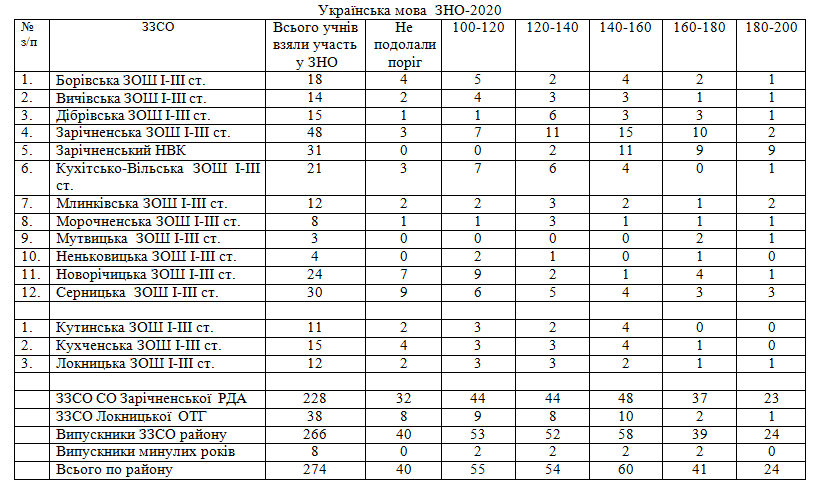 Українська мова ЗНО-2020
№ з/п ЗЗСО Всього учнів взяли участь у ЗНО Не подолали поріг 100-120 120-140 140-160 160-180 180-200
1. Борівська ЗОШ І-ІІІ ст. 18 4 5 2 4 2 1
2. Вичівська ЗОШ І-ІІІ ст. 14 2 4 3 3 1 1
3. Дібрівська ЗОШ І-ІІІ ст. 15 1 1 6 3 3 1
4. Зарічненська ЗОШ І-ІІІ ст. 48 3 7 11 15 10 2
5. Зарічненський НВК 31 0 0 2 11 9 9
6. Кухітсько-Вільська ЗОШ І-ІІІ ст. 21 3 7 6 4 0 1
7. Млинківська ЗОШ І-ІІІ ст. 12 2 2 3 2 1 2
8. Морочненська ЗОШ І-ІІІ ст. 8 1 1 3 1 1 1
9. Мутвицька ЗОШ І-ІІІ ст. 3 0 0 0 0 2 1
10. Неньковицька ЗОШ І-ІІІ ст. 4 0 2 1 0 1 0
11. Новорічицька ЗОШ І-ІІІ ст. 24 7 9 2 1 4 1
12. Серницька ЗОШ І-ІІІ ст. 30 9 6 5 4 3 3
1. Кутинська ЗОШ І-ІІІ ст. 11 2 3 2 4 0 0
2. Кухченська ЗОШ І-ІІІ ст. 15 4 3 3 4 1 0
3. Локницька ЗОШ І-ІІІ ст. 12 2 3 3 2 1 1
ЗЗСО СО Зарічненської РДА 228 32 44 44 48 37 23
ЗЗСО Локницької ОТГ 38 8 9 8 10 2 1
Випускники ЗЗСО району 266 40 53 52 58 39 24
Випускники минулих років 8 0 2 2 2 2 0
Всього по району 274 40 55 54 60 41 24